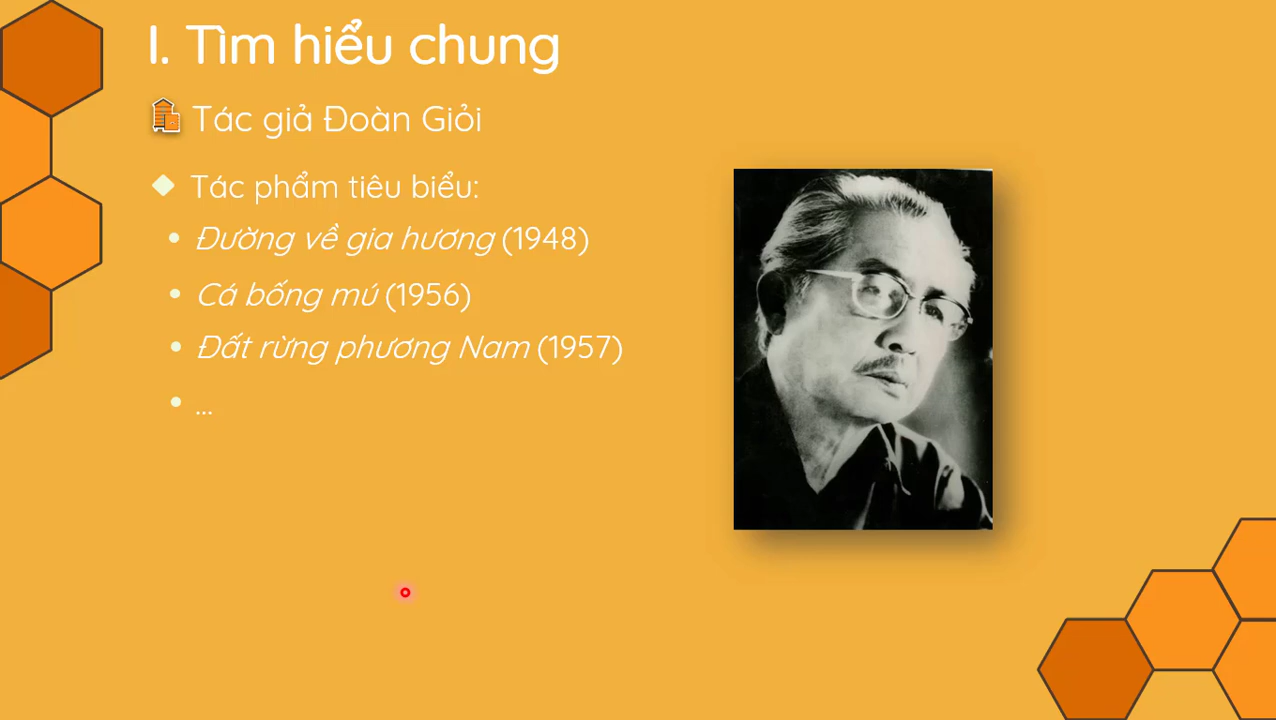 I. Tìm hiểu chung
Tác giả Đoàn Giỏi
Tác phẩm tiêu biểu:
Đường về gia hương (1948)
Cá bống mú (1956)
Đất rừng phương Nam (1957)
...